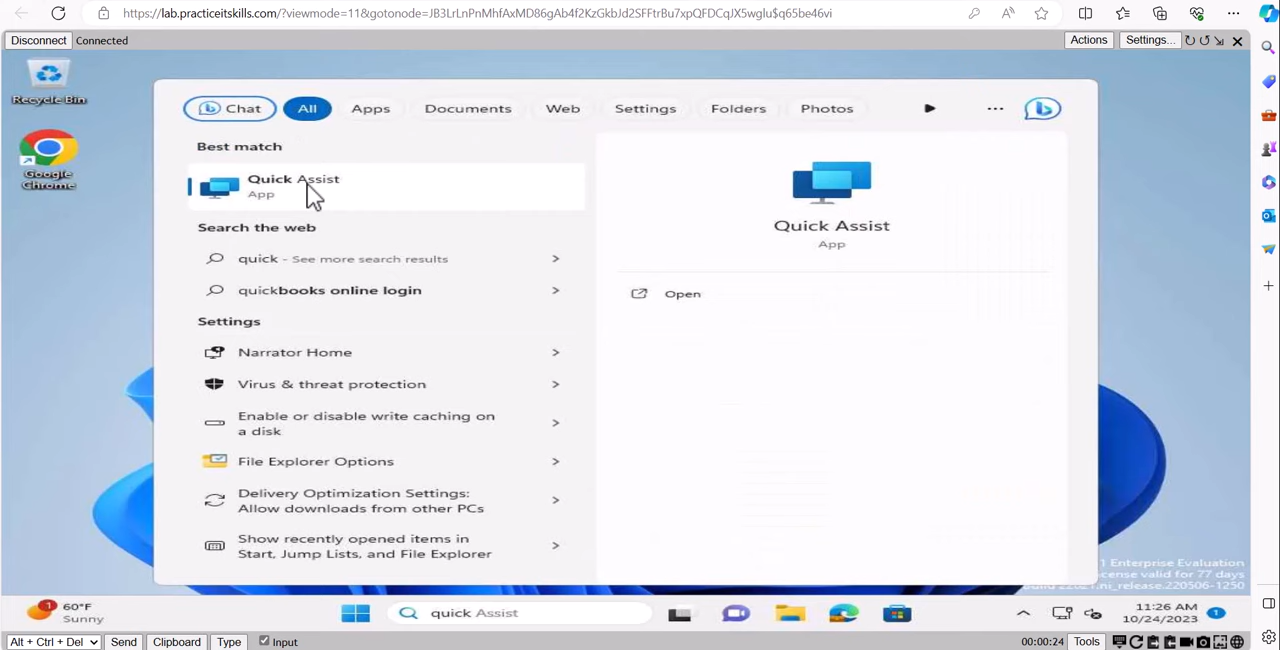 https://lab.practiceitskills.com/?viewmode=11&gotonode=JB3LrLnPnMhfAxMD86gAb4f2KzGkbJd2SFFtrBu7xpQFDCqJX5wglu$q65be46vi
Disconnect Connected Actions Settings...
Recycle Bin
Google
Chrome
Chat All Apps Documents Web Settings Folders Photos
Best match
Quick Assist
App
Search the web
quick - See more search results
quickbooks online login
Settings
Narrator Home
Virus & threat protection
Enable or disable write caching on
a disk
File Explorer Options
Delivery Optimization Settings:
Allow downloads from other PCs
Show recently opened items in
Start, Jump Lists, and File Explorer
Quick Assist
App
Open
1 Enterprise Evaluation
cense valid for 77 days
ni_release.220506-1250
1
60°F
Sunny
quick Assist
11:26 AM
10/24/2023
1
Alt + Ctrl + Del Send Clipboard Type Input 00:00:24 Tools